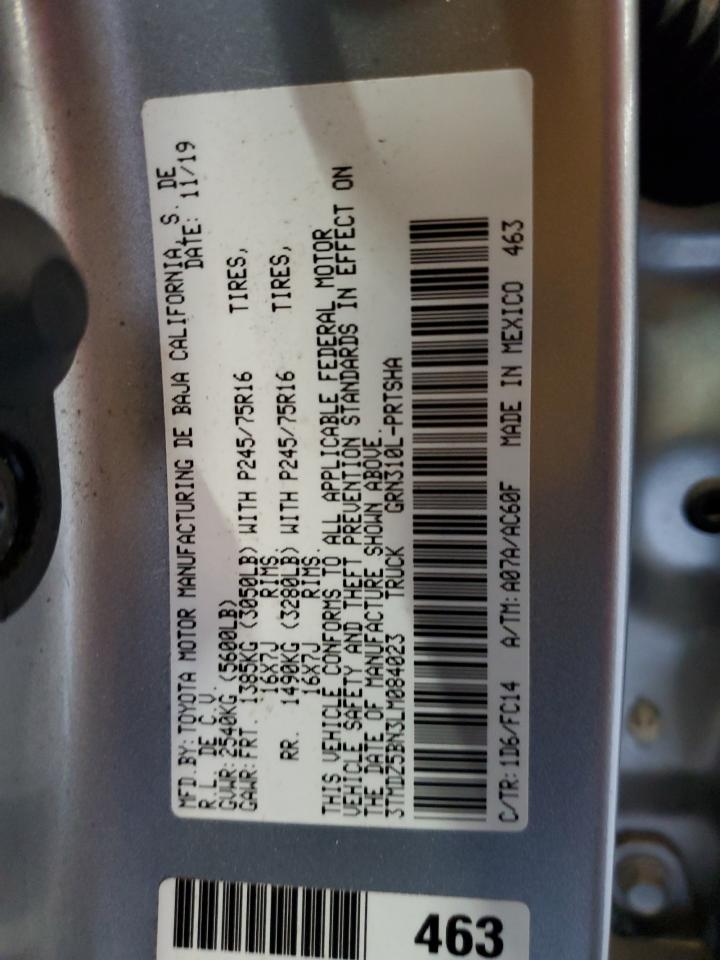 MFD.BY:TOYOTA MOTOR MANUFACTURING DE BAJA CALIFORNIA, S. DE
R.L. DE C.V. DATE: 11/19
GVWR:2540KG (5600LB)
GAWR:FRT. 1385KG (3050LB) WITH P245/75R16 TIRES,
16X7J RIMS.
RR. 1490KG (3280LB) WITH P245/75R16 TIRES,
16X7J RIMS.
THIS VEHICLE CONFORMS TO ALL APPLICABLE FEDERAL MOTOR
VEHICLE SAFETY AND THEFT PREVENTION STANDARDS IN EFFECT ON
THE DATE OF MANUFACTURE SHOWN ABOVE.
3TMDZ5BN3LM084023 TRUCK GRN310L-PRTSHA
C/TR:1D6/FC14 A/TM:A07A/AC60F MADE IN MEXICO 463
463